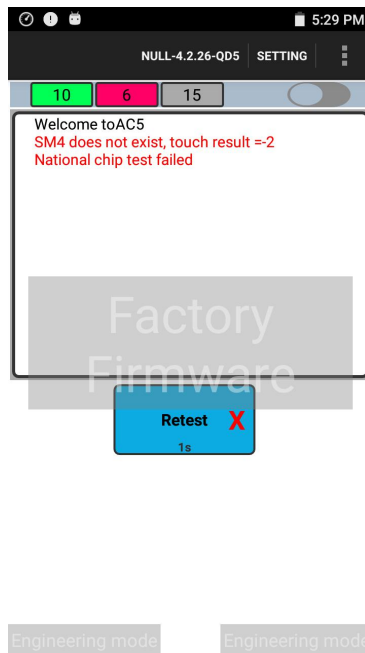 5:29 PM
NULL-4.2.26-QD5 SETTING
10 6 15
Welcome toAC5
SM4 does not exist, touch result =-2
National chip test failed
Factory
Firmware
Retest X
1s
Engineering mode Engineering mode